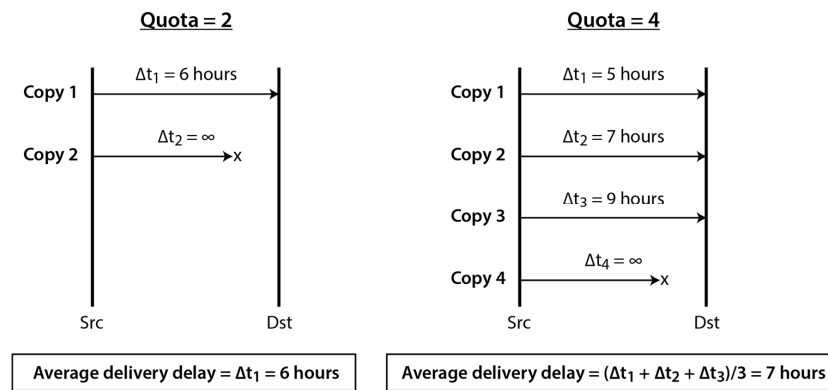 Quota = 2
Copy 1
Δt₁ = 6 hours
Copy 2
Δt₂ = ∞
x
Src
Dst
Average delivery delay = Δt₁ = 6 hours
Quota = 4
Copy 1
Δt₁ = 5 hours
Copy 2
Δt₂ = 7 hours
Copy 3
Δt₃ = 9 hours
Copy 4
Δt₄ = ∞
x
Src
Dst
Average delivery delay = (Δt₁ + Δt₂ + Δt₃)/3 = 7 hours